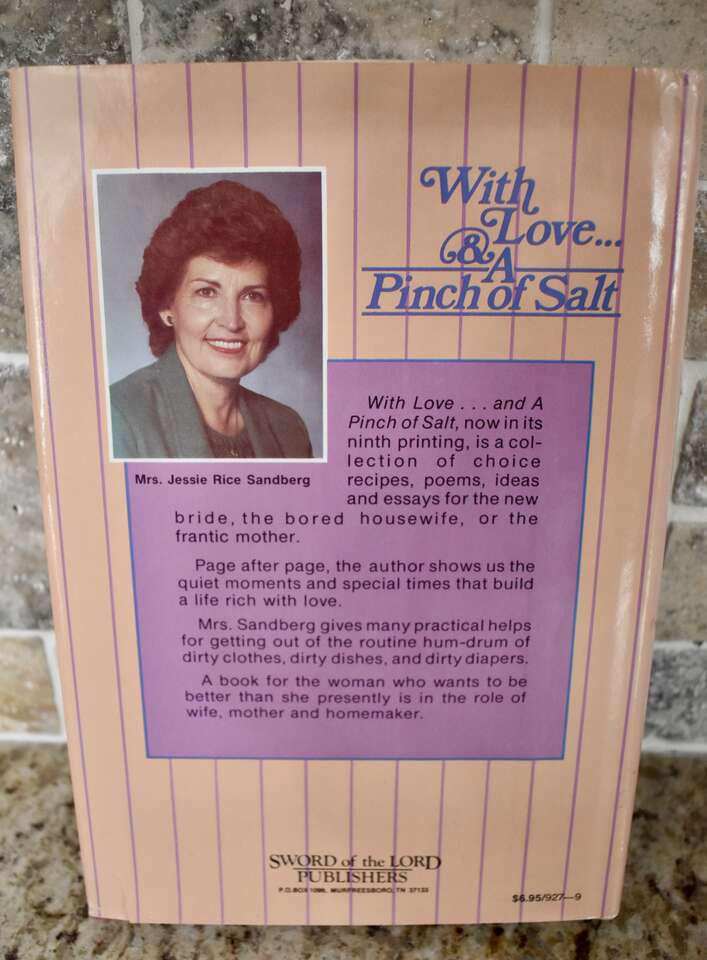 With
Love...
& A
Pinch of Salt
Mrs. Jessie Rice Sandberg
With Love . . . and A
Pinch of Salt, now in its
ninth printing, is a col-
lection of choice
recipes, poems, ideas
and essays for the new
bride, the bored housewife, or the
frantic mother.
Page after page, the author shows us the
quiet moments and special times that build
a life rich with love.
Mrs. Sandberg gives many practical helps
for getting out of the routine hum-drum of
dirty clothes, dirty dishes, and dirty diapers.
A book for the woman who wants to be
better than she presently is in the role of
wife, mother and homemaker.
SWORD of the LORD
PUBLISHERS
P.O. BOX 1099, MURFREESBORO, TN 37133
$6.95/927—9